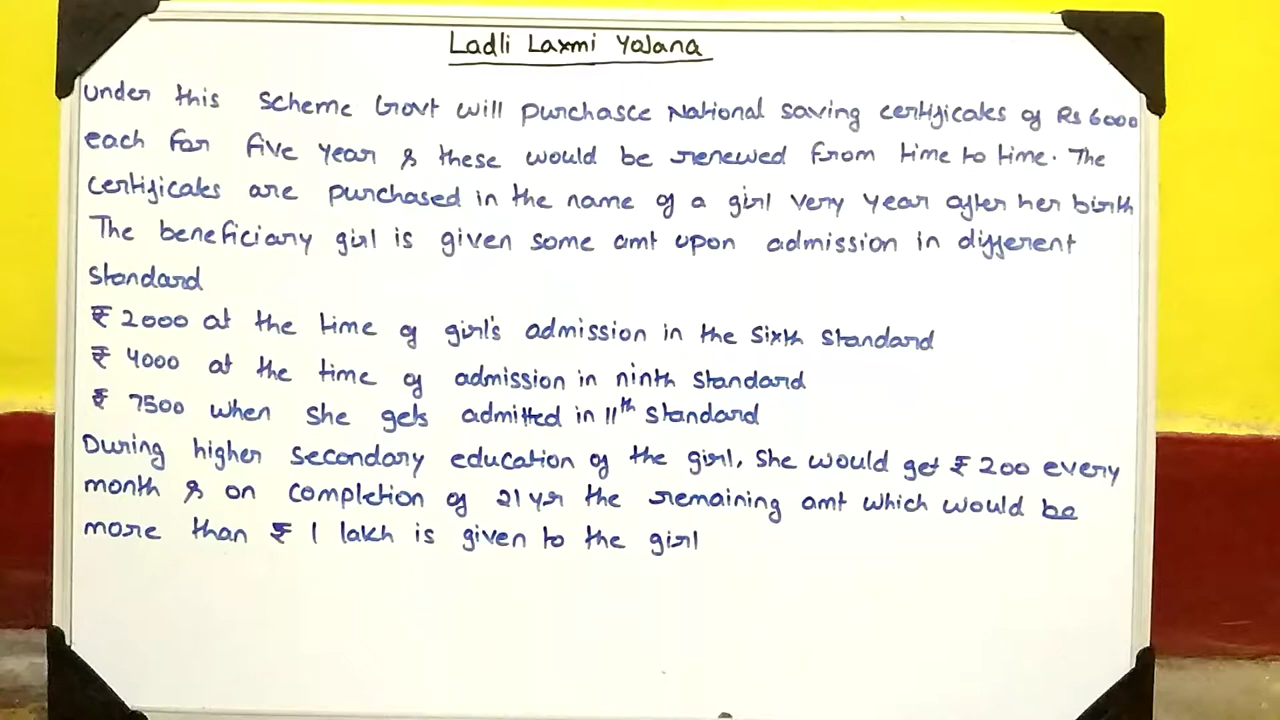 Ladli Laxmi Yojana
under this scheme Govt will purchasce National saving certificates of Rs 6000
each for five year & these would be renewed from time to time. The
certificates are purchased in the name of a girl very year after her birth
The beneficiary girl is given some amt upon admission in different
standard
₹ 2000 at the time of girl's admission in the sixth standard
₹ 4000 at the time of admission in ninth standard
₹ 7500 when she gets admitted in 11th standard
During higher secondary education of the girl, she would get ₹ 200 every
month & on completion of 21 yr the remaining amt which would be
more than ₹ 1 lakh is given to the girl